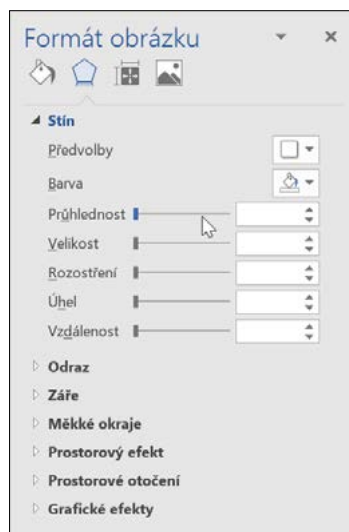 Formát obrázku
Stín
Předvolby
Barva
Průhlednost
Velikost
Rozostření
Úhel
Vzdálenost
Odraz
Záře
Měkké okraje
Prostorový efekt
Prostorové otočení
Grafické efekty